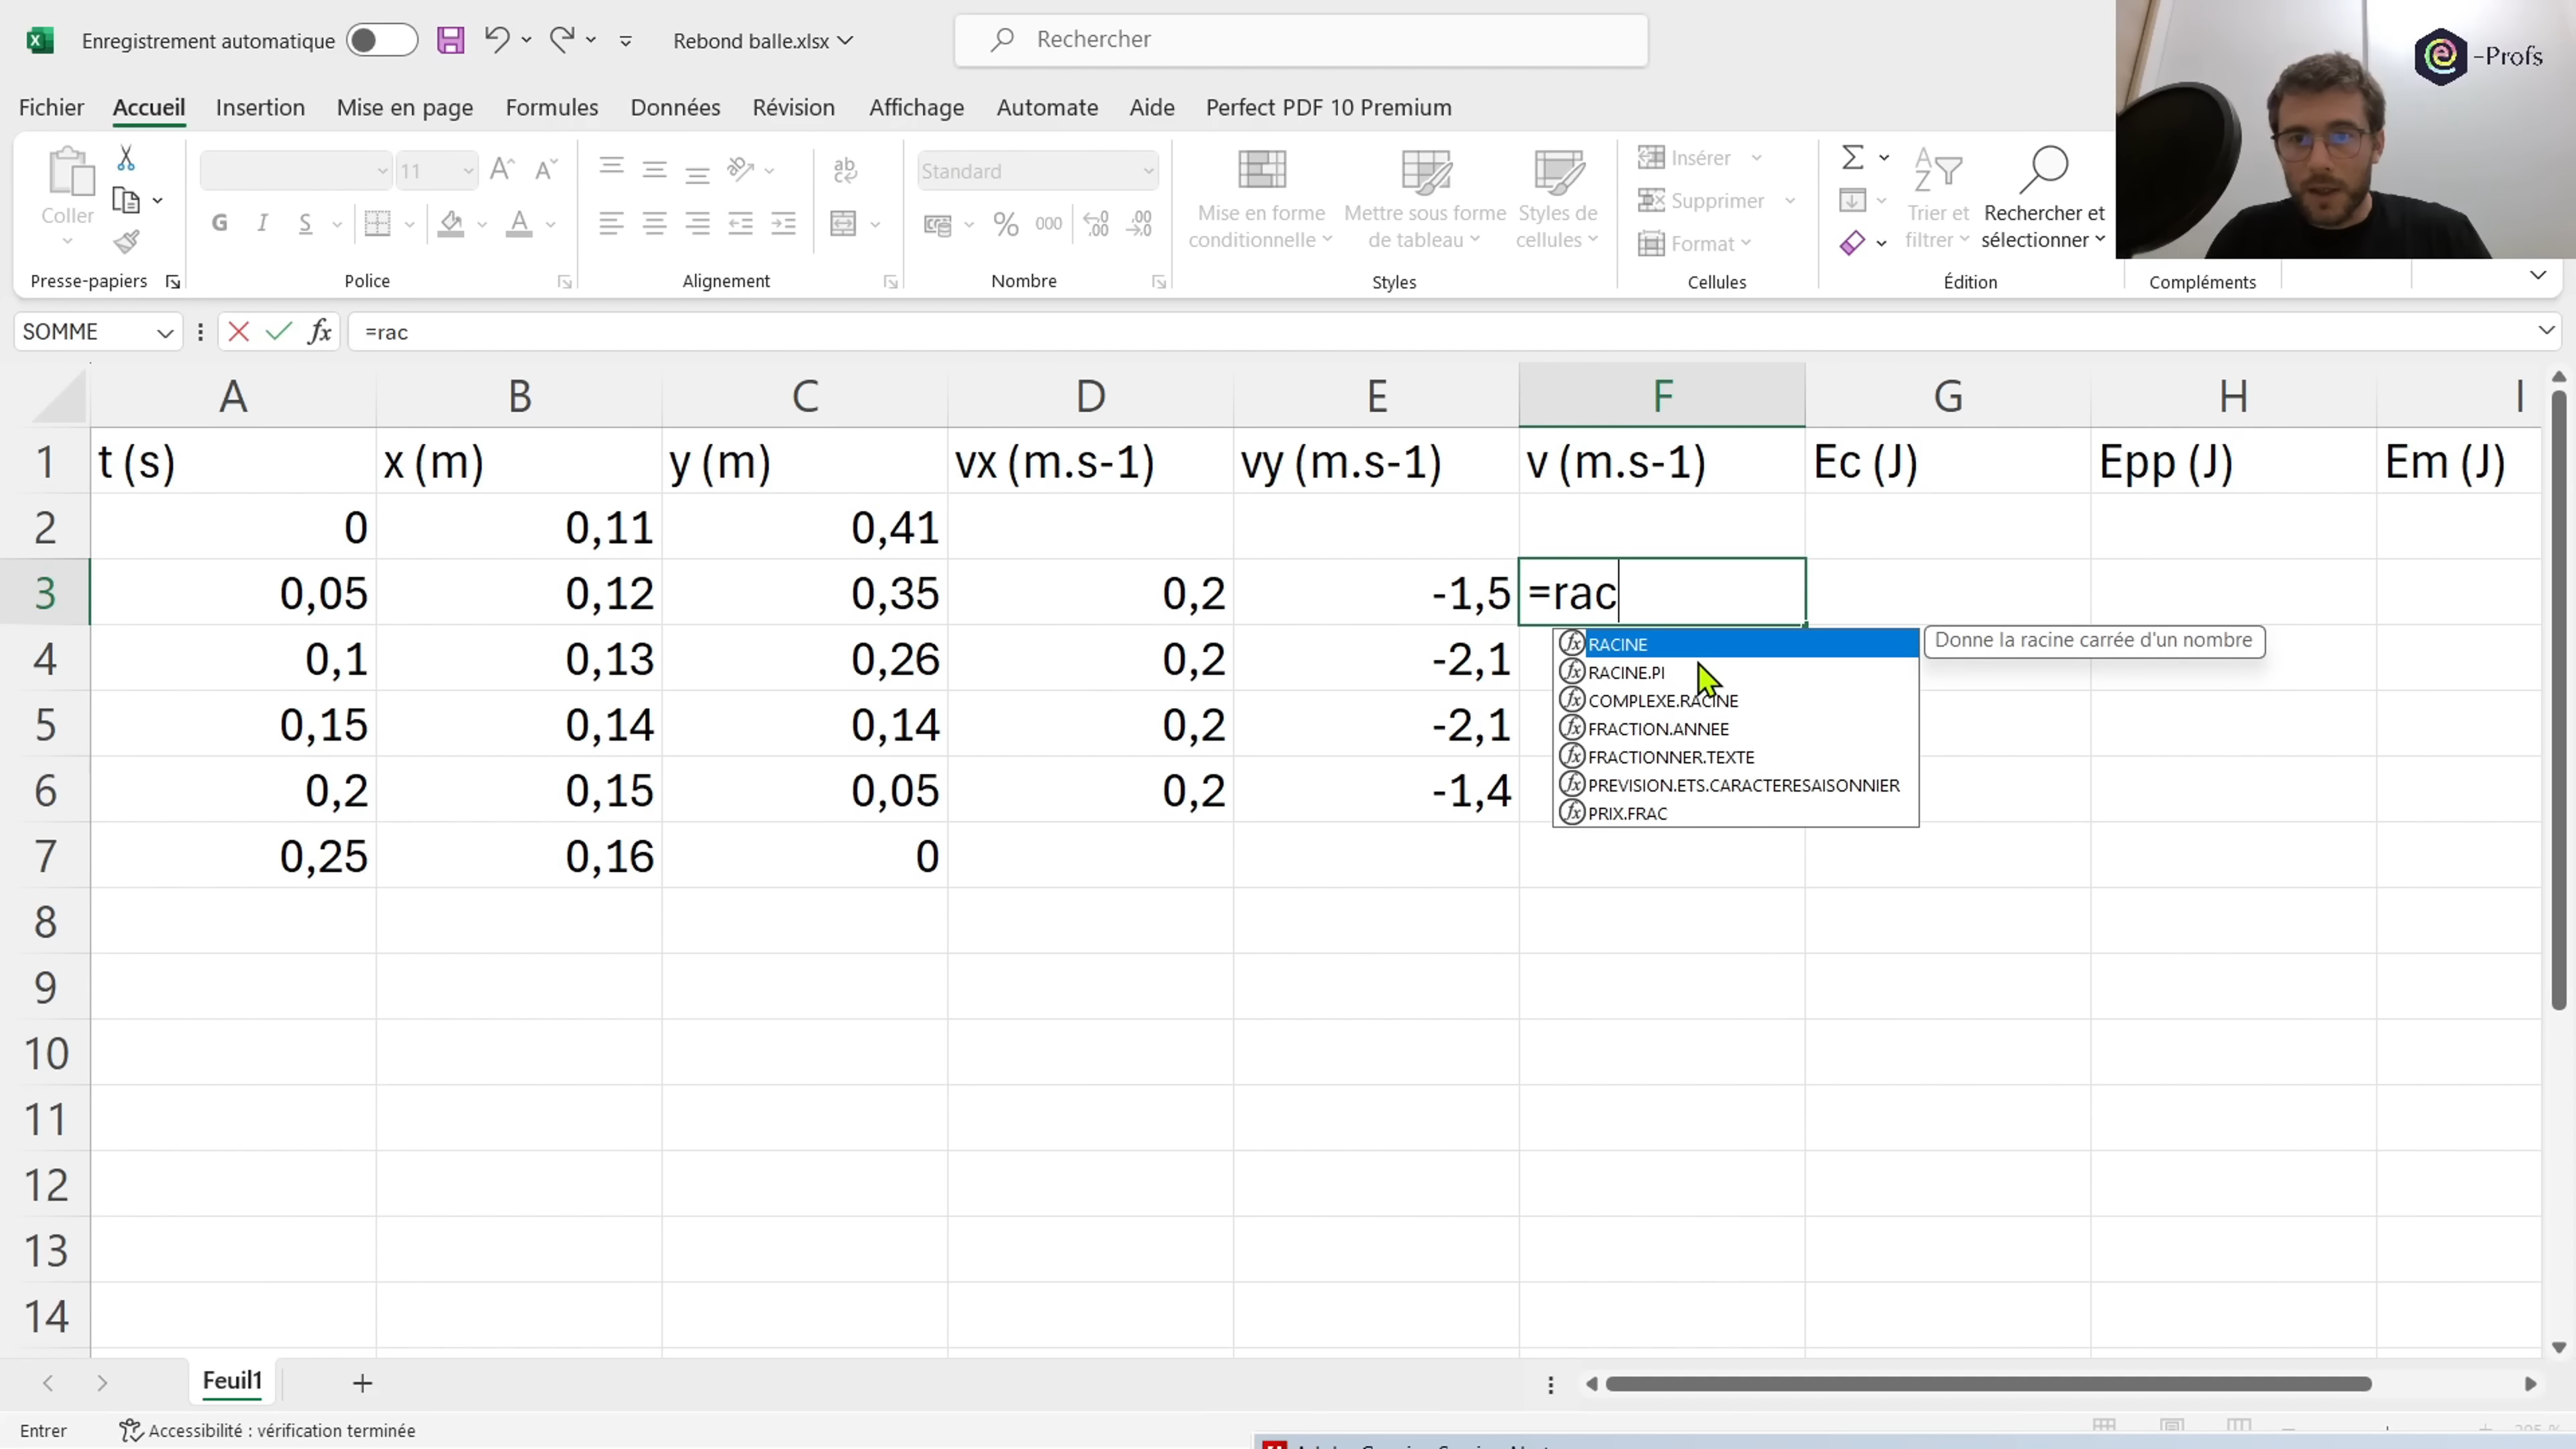 Enregistrement automatique
Rebond balle.xlsx
Rechercher
e -Profs
Fichier Accueil Insertion Mise en page Formules Données Révision Affichage Automate Aide Perfect PDF 10 Premium
Coller
11
Standard
Mise en forme conditionnelle
Mettre sous forme de tableau
Styles de cellules
Insérer
Supprimer
Format
Trier et filtrer
Rechercher et sélectionner
G I S
ab
% 000
Presse-papiers Police Alignement Nombre Styles Cellules Édition Compléments
SOMME fx =rac
A B C D E F G H I
1 t (s) x (m) y (m) vx (m.s-1) vy (m.s-1) v (m.s-1) Ec (J) Epp (J) Em (J)
2 0 0,11 0,41
3 0,05 0,12 0,35 0,2 -1,5 =rac
4 0,1 0,13 0,26 0,2 -2,1
5 0,15 0,14 0,14 0,2 -2,1
6 0,2 0,15 0,05 0,2 -1,4
7 0,25 0,16 0
8
9
10
11
12
13
14
RACINE
RACINE.PI
COMPLEXE.RACINE
FRACTION.ANNEE
FRACTIONNER.TEXTE
PREVISION.ETS.CARACTERESAISONNIER
PRIX.FRAC
Donne la racine carrée d'un nombre
Feuil1
Entrer Accessibilité : vérification terminée